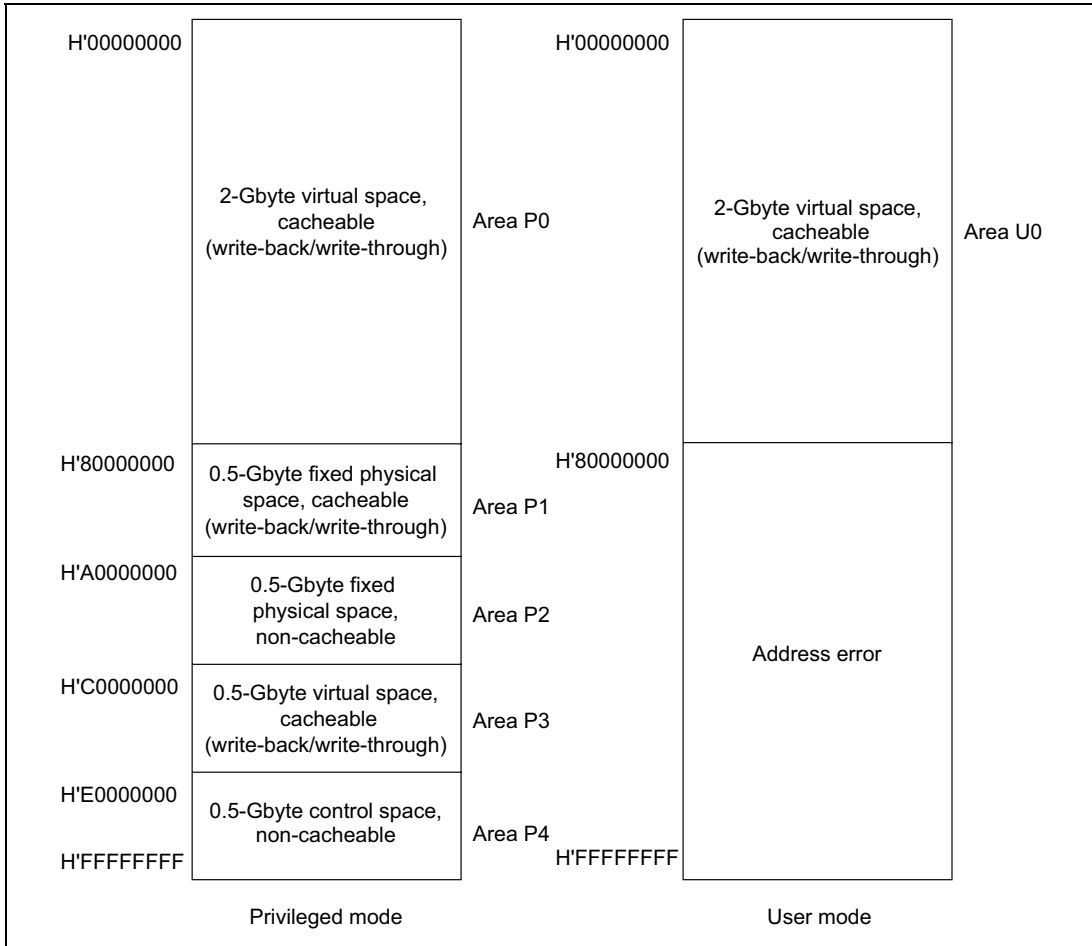 H'00000000
2-Gbyte virtual space,
cacheable
(write-back/write-through)
Area P0
H'80000000
0.5-Gbyte fixed physical
space, cacheable
(write-back/write-through)
Area P1
H'A0000000
0.5-Gbyte fixed
physical space,
non-cacheable
Area P2
H'C0000000
0.5-Gbyte virtual space,
cacheable
(write-back/write-through)
Area P3
H'E0000000
0.5-Gbyte control space,
non-cacheable
Area P4
H'FFFFFFFF
Privileged mode
H'00000000
2-Gbyte virtual space,
cacheable
(write-back/write-through)
Area U0
H'80000000
Address error
H'FFFFFFFF
User mode